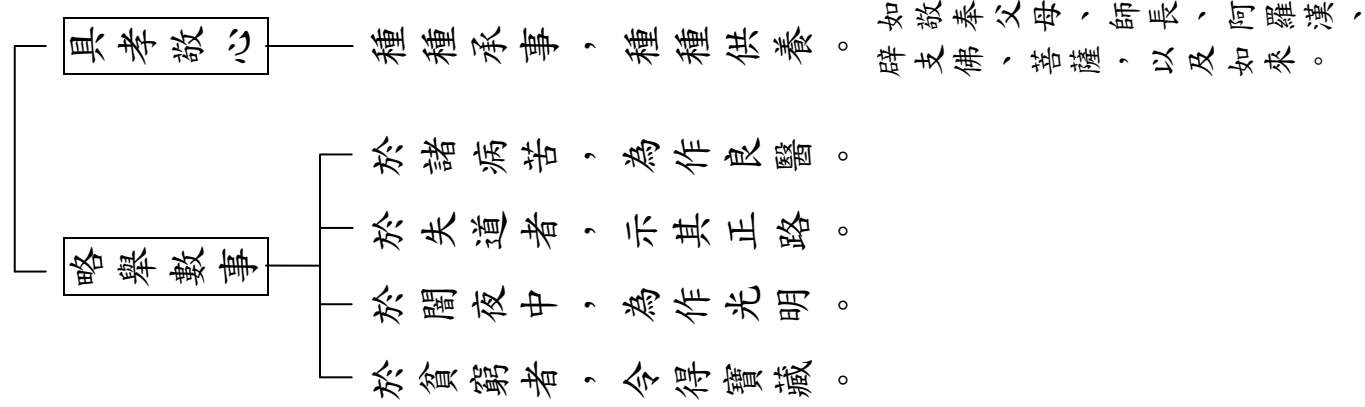 具孝敬心
種種承事，種種供養。
如敬奉父母、師長、阿羅漢、
辟支佛、菩薩，以及如來。
略舉數事
於諸病苦，為作良醫。
於失道者，示其正路。
於闇夜中，為作光明。
於貧窮者，令得寶藏。